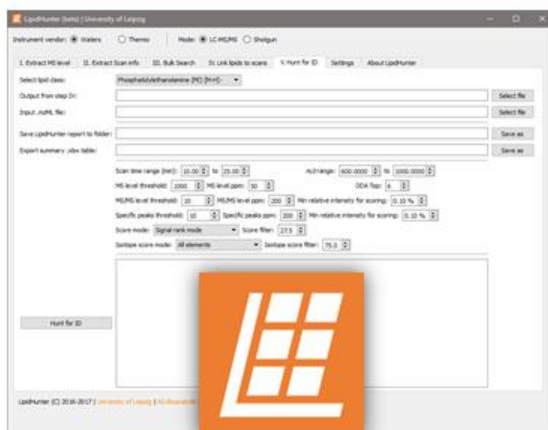 LipidHunter (beta) | University of Leipzig
Instrument vendor: Waters Thermo Mode: LC-MS/MS Shotgun
I. Extract MS level II. Extract Scan info III. Bulk Search IV. Link lipids to scans V. Hunt for ID Settings About LipidHunter
Select lipid class: Phosphatidylethanolamine (PE) [M-H]-
Output from step IV: Select file
Input .mzML file: Select file
Save LipidHunter report to folder: Save as
Export summary .xlsx table: Save as
Scan time range (min): 10.00 to 25.00 m/z range: 600.0000 to 1000.0000
MS level threshold: 1000 MS level ppm: 50 DDA Top: 6
MS/MS level threshold: 10 MS/MS level ppm: 200 Min relative intensity for scoring: 0.10 %
Specific peaks threshold: 10 Specific peaks ppm: 200 Min relative intensity for scoring: 0.10 %
Score mode: Signal rank mode Score filter: 27.5
Isotope score mode: All elements Isotope score filter: 75.0
Hunt for ID
LipidHunter (C) 2016-2017 | University of Leipzig |